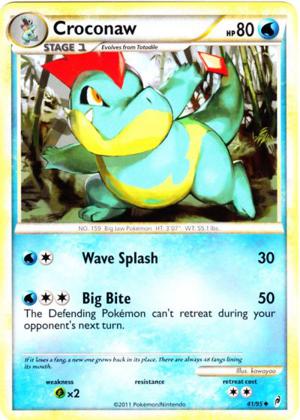 Croconaw
HP 80
STAGE 1 Evolves from Totodile
NO. 159 Big Jaw Pokémon HT: 3'07" WT: 55.1 lbs.
Wave Splash 30
Big Bite 50
The Defending Pokémon can't retreat during your
opponent's next turn.
If it loses a fang, a new one grows back in its place. There are always 48 fangs lining
its mouth.
Illus. kawayoo
weakness resistance retreat cost
×2
©2011 Pokémon/Nintendo 41/95